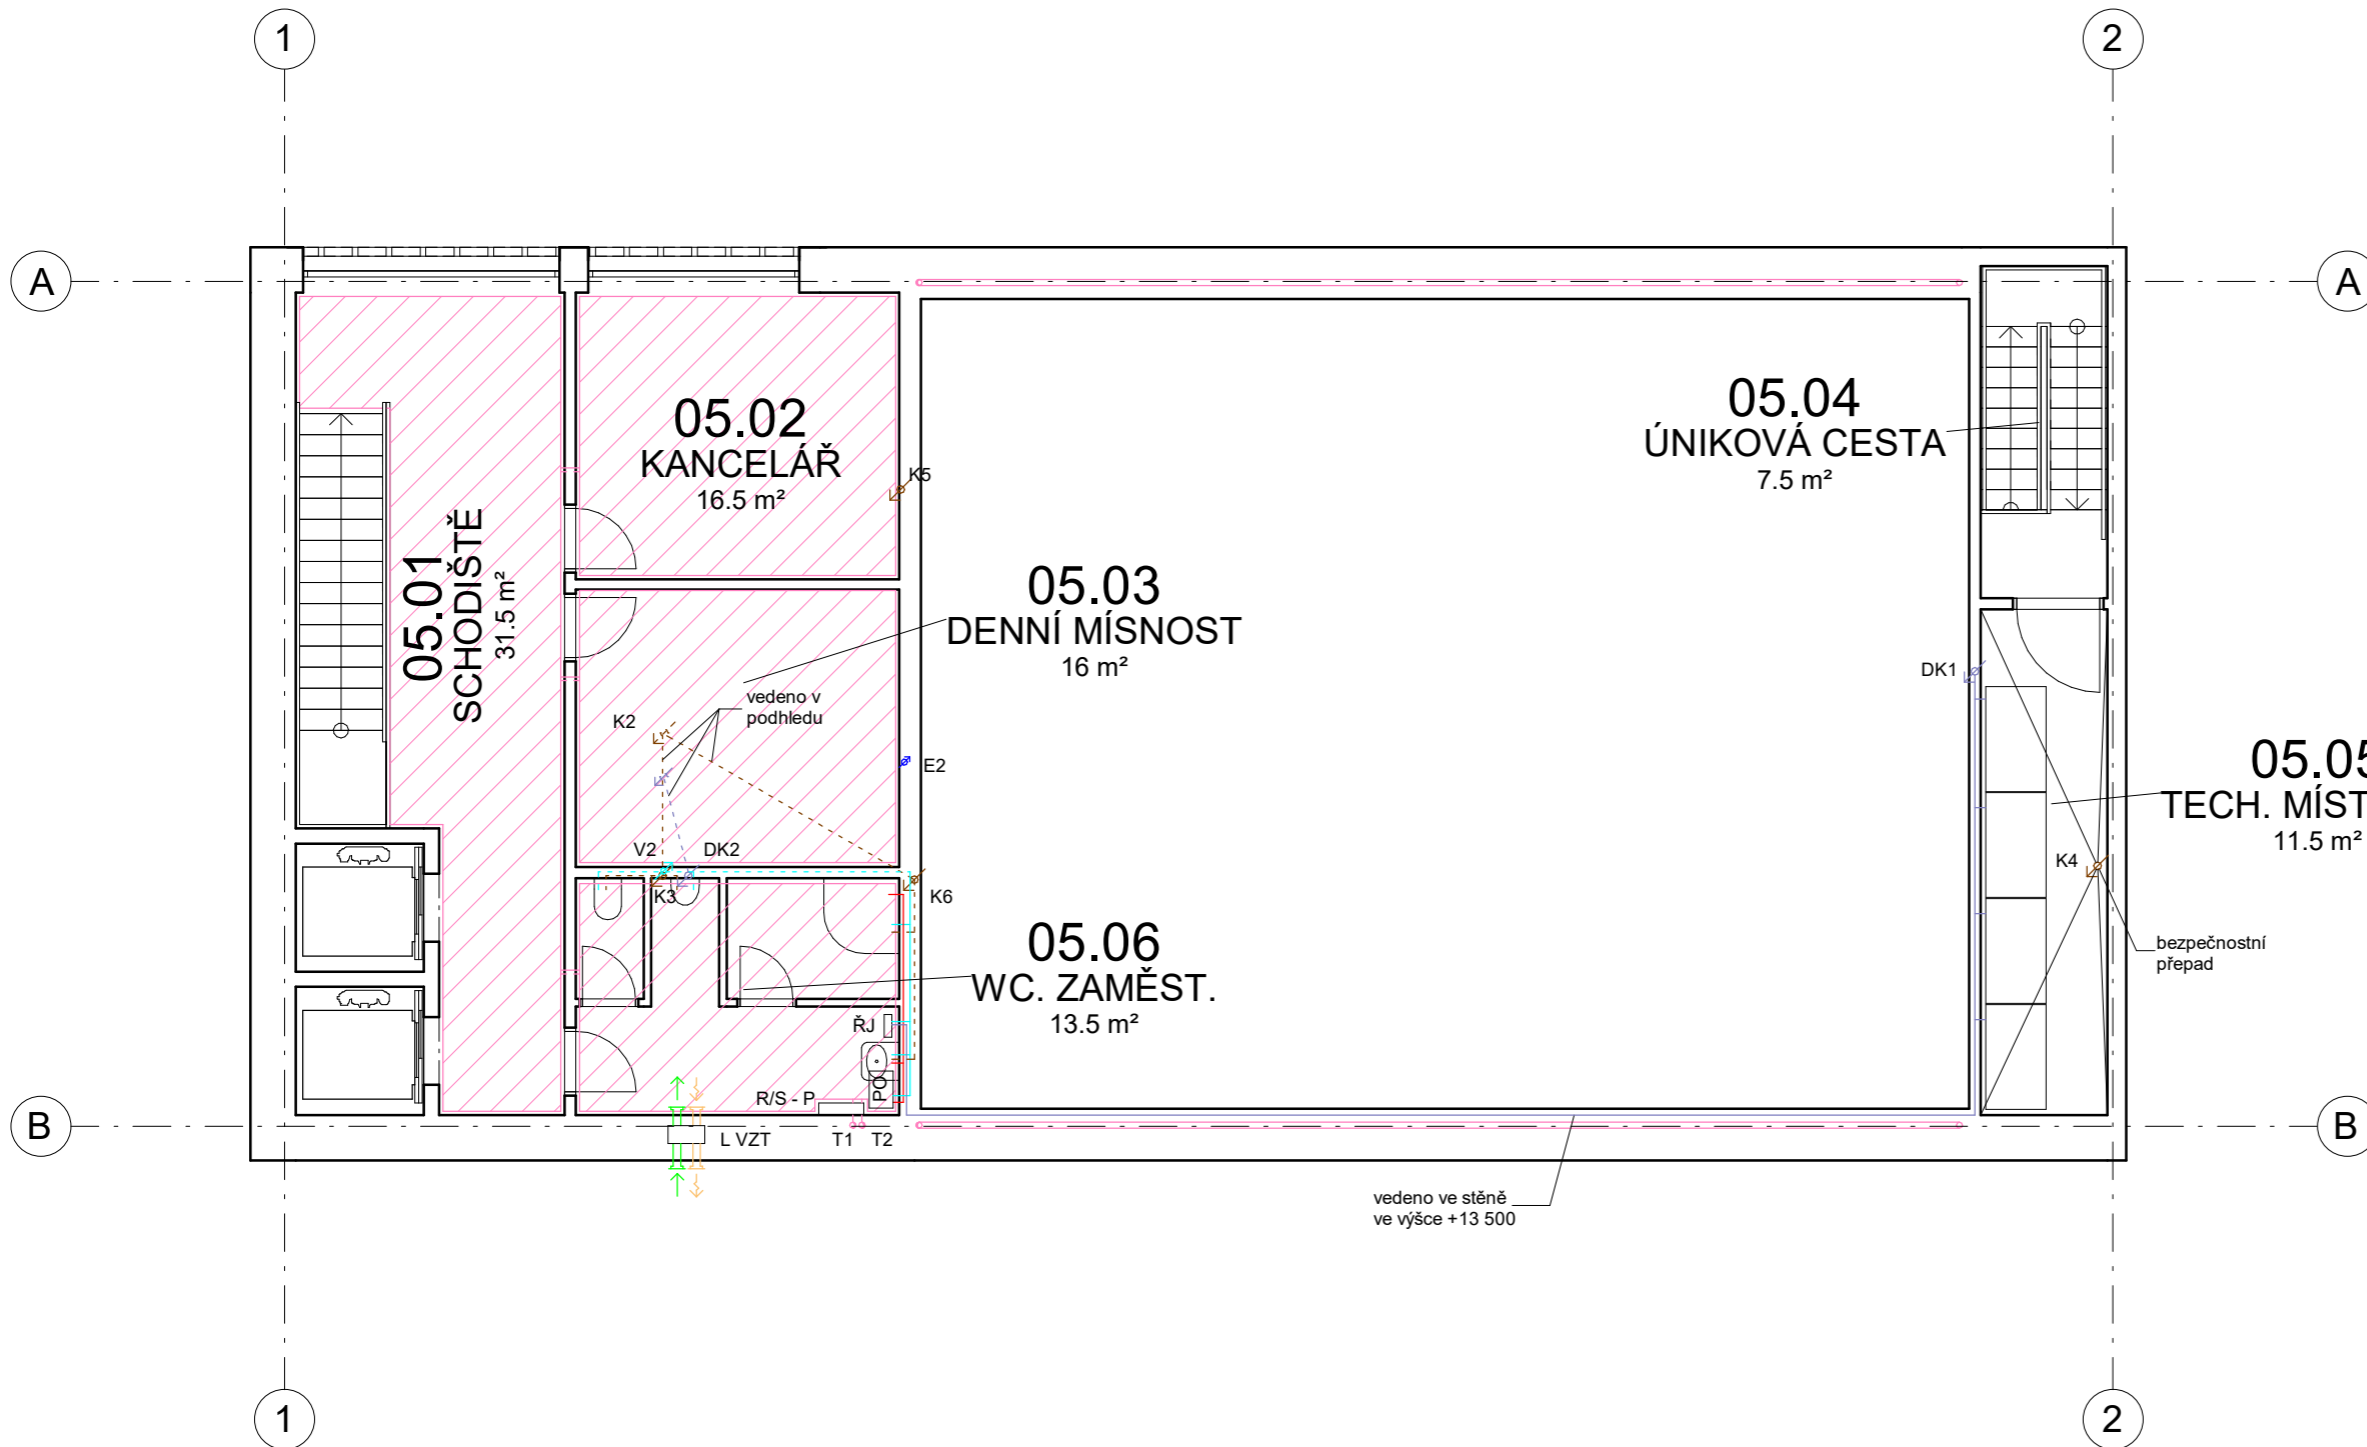 1
2
A
A
05.02
KANCELÁŘ
16.5 m²
05.04
ÚNIKOVÁ CESTA
7.5 m²
K5
05.01
SCHODIŠTĚ
31.5 m²
05.03
DENNÍ MÍSNOST
16 m²
DK1
vedeno v
podhledu
K2
E2
05.05
TECH. MÍST
11.5 m²
V2
DK2
K3
K6
K4
05.06
WC. ZAMĚST.
13.5 m²
bezpečnostní
přepad
ŘJ
PO
R/S - P
B
L VZT
T1
T2
B
vedeno ve stěně
ve výšce +13 500
1
2